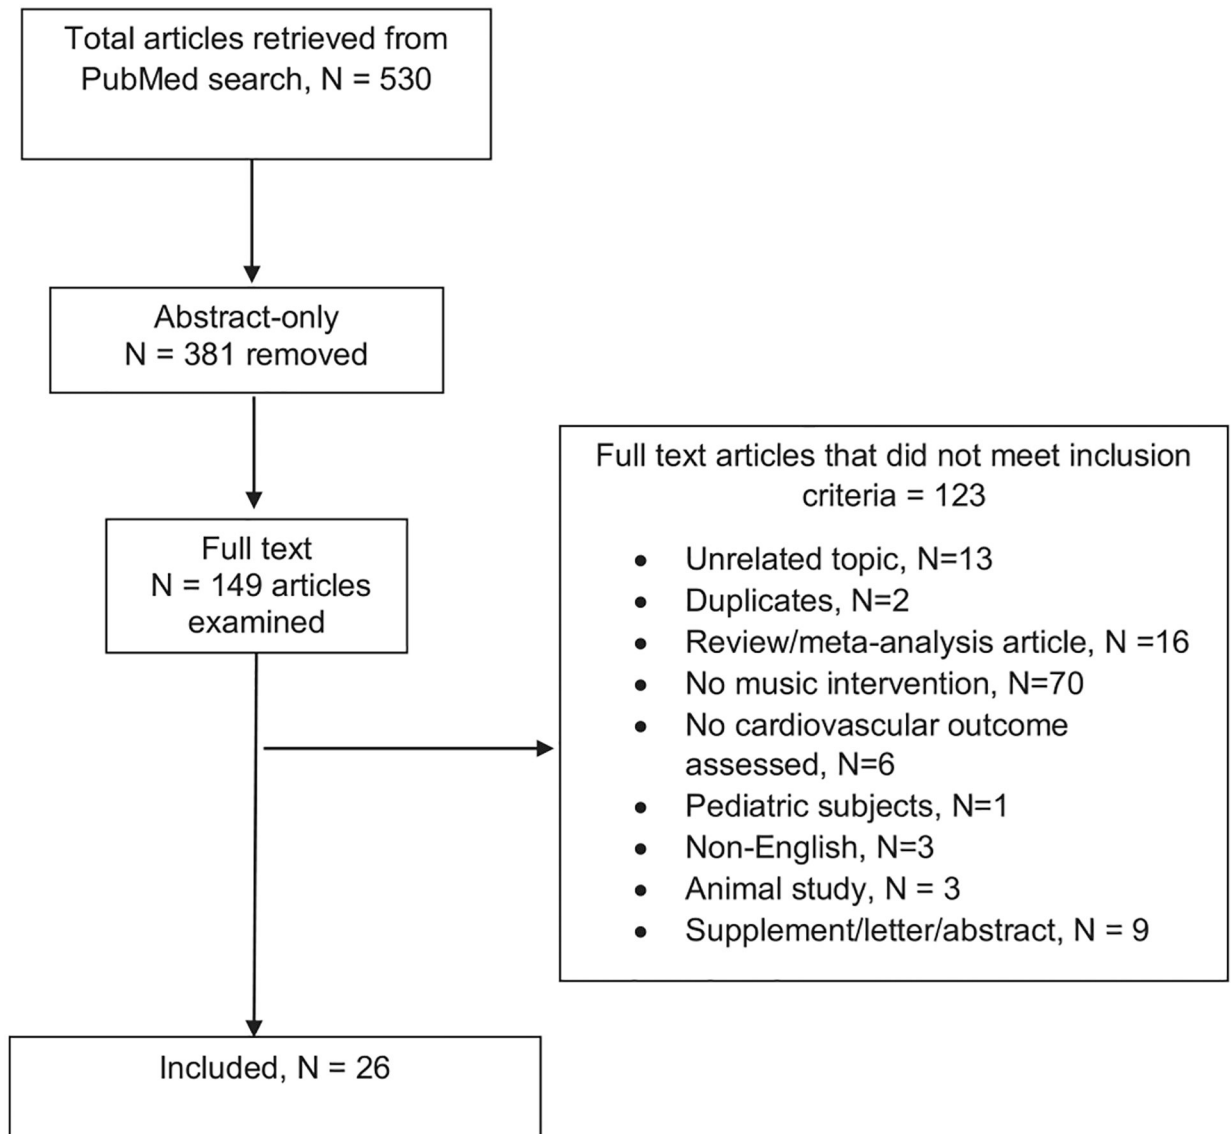 Total articles retrieved from
PubMed search, N = 530
Abstract-only
N = 381 removed
Full text
N = 149 articles
examined
Full text articles that did not meet inclusion
criteria = 123
• Unrelated topic, N=13
• Duplicates, N=2
• Review/meta-analysis article, N =16
• No music intervention, N=70
• No cardiovascular outcome
assessed, N=6
• Pediatric subjects, N=1
• Non-English, N=3
• Animal study, N = 3
• Supplement/letter/abstract, N = 9
Included, N = 26